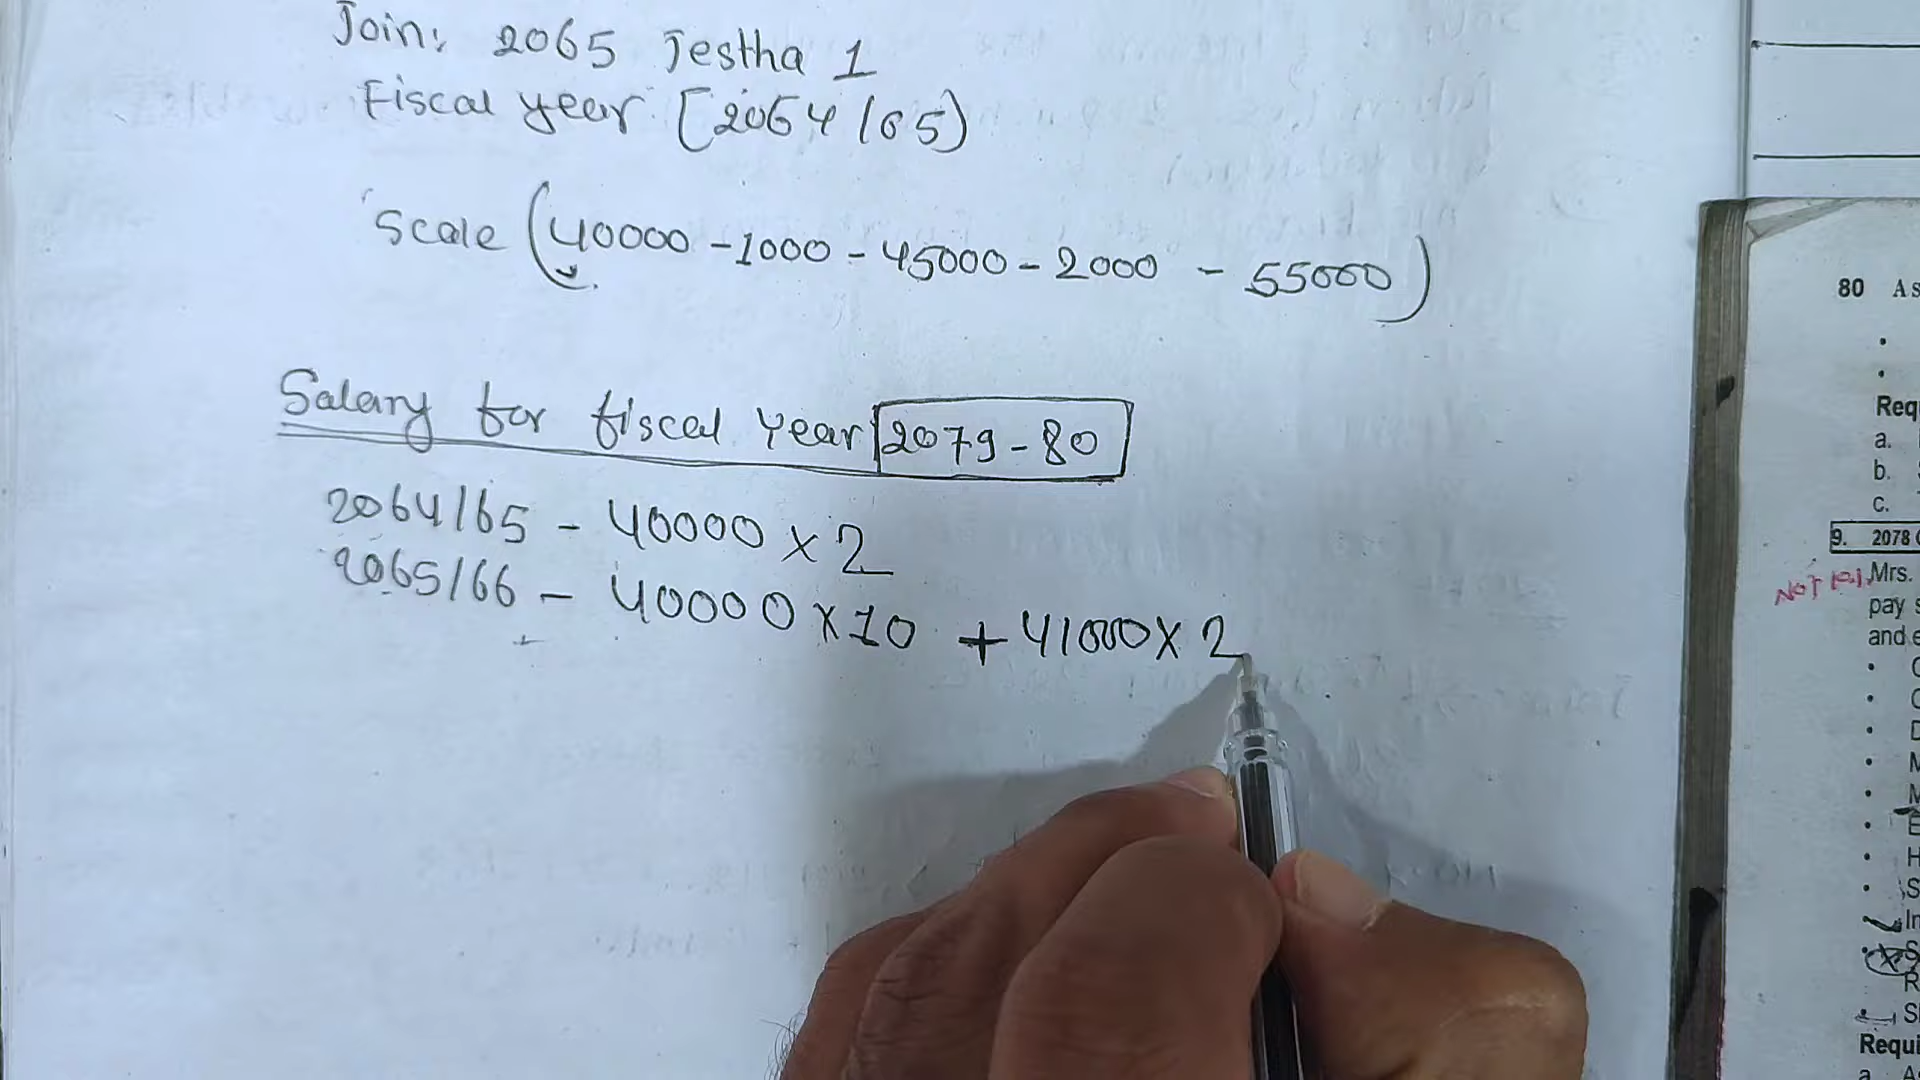 Join: 2065 Jestha 1
Fiscal year [2064/65)
Scale (40000 - 1000 - 45000 - 2000 - 55000)
Salary for fiscal year 2079-80
2064/65 - 40000 x 2
2065/66 - 40000 x 10 + 41000 x 2
80 As
Req
a.
b.
c.
9. 2078
NOT
Mrs.
pay s
and e
Requi
a